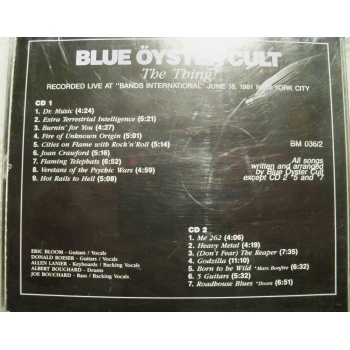 BLUE ÖYSTER CULT
The Thing!
RECORDED LIVE AT "BANDS INTERNATIONAL" JUNE 15, 1981 NEW YORK CITY
CD 1
1. Dr. Music (4:24)
2. Extra Terrestrial Intelligence (5:21)
3. Burnin' for You (4:27)
4. Fire of Unknown Origin (5:01)
5. Cities on Flame with Rock'n'Roll (5:14)
6. Joan Crawford (5:15)
7. Flaming Telephats (6:52)
8. Verstans of the Psychic Wars (4:59)
9. Hot Rails to Hell (5:08)
BM 036/2
All songs
written and arranged
by Blue Oyster Cult
except CD 2 *5 and *7
CD 2
1. Me 262 (4:06)
2. Heavy Metal (4:19)
3. (Don't Fear) The Reaper (7:35)
4. Godzilla (11:10)
5. Born to be Wild *Mars Bonfire (6:32)
6. 5 Guitars (5:32)
7. Roadhouse Blues *Doors (6:51)
ERIC BLOOM - Guitars / Vocals
DONALD ROESER - Guitars / Vocals
ALLEN LANIER - Keyboards / Backing Vocals
ALBERT BOUCHARD - Drums
JOE BOUCHARD - Bass / Backing Vocals